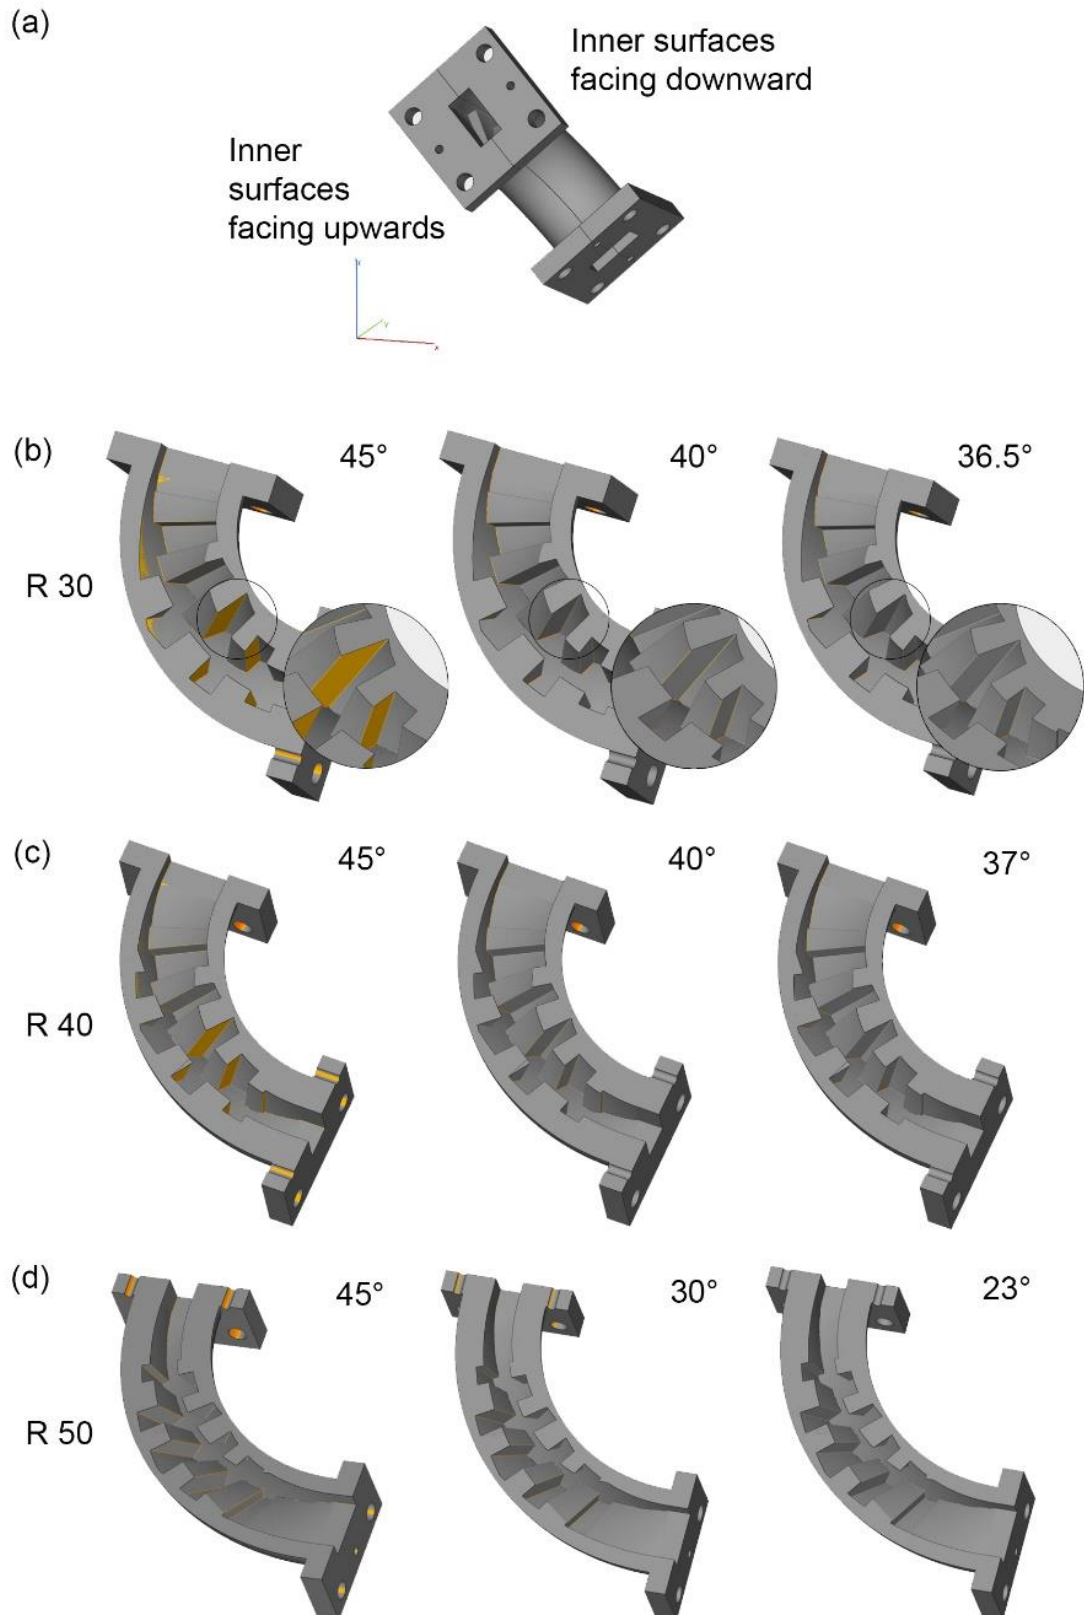 (a)
Inner surfaces
facing downward
Inner
surfaces
facing upwards
Y
X
(b)
45°
40°
36.5°
R 30
(c)
45°
40°
37°
R 40
(d)
45°
30°
23°
R 50